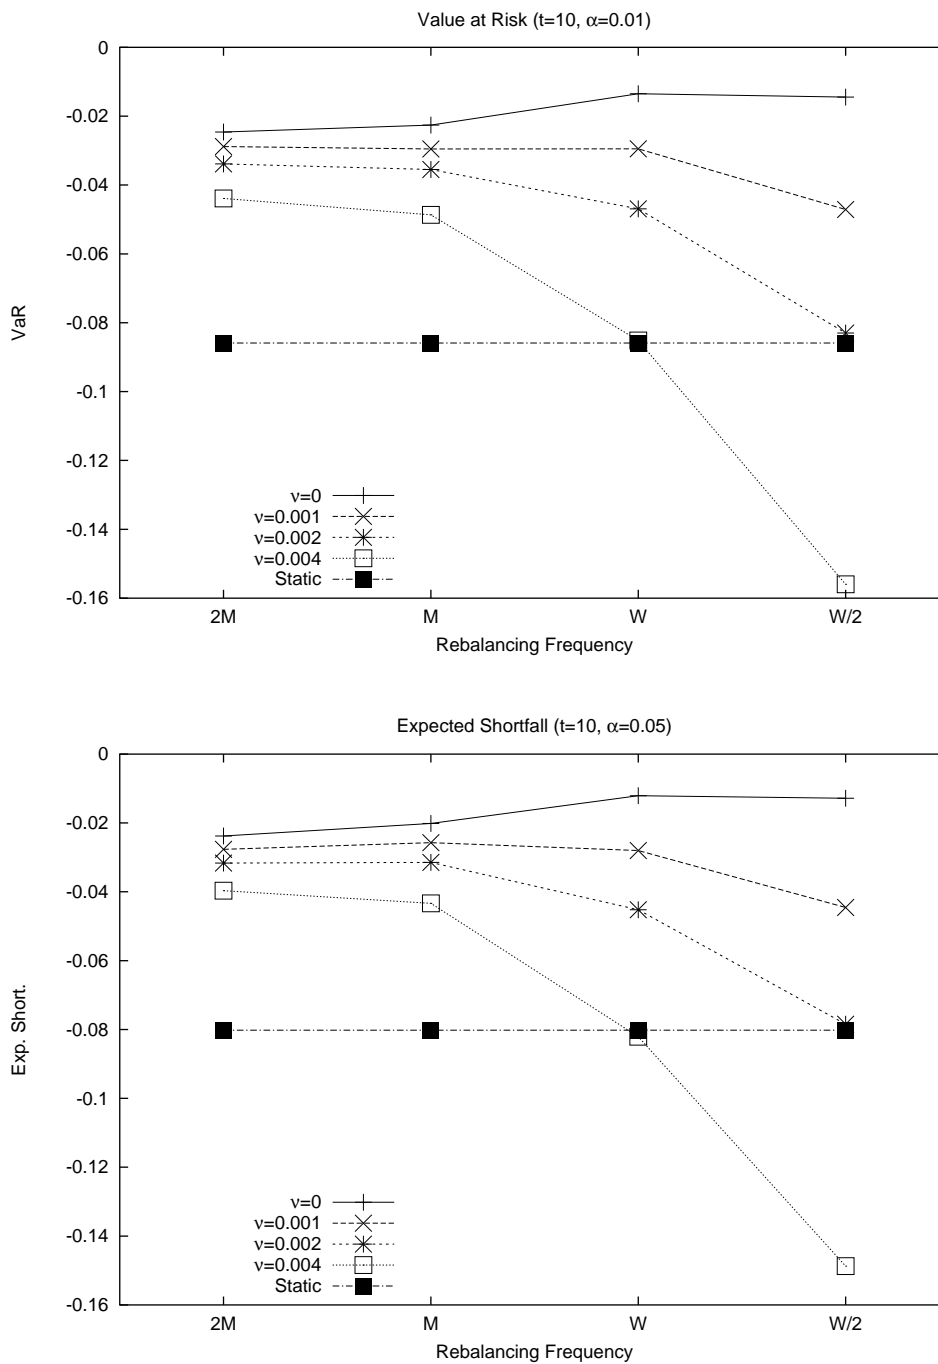 Value at Risk (t=10, α=0.01)
0
-0.02
-0.04
-0.06
-0.08
-0.1
-0.12
-0.14
-0.16
VaR
ν=0
ν=0.001
ν=0.002
ν=0.004
Static
2M M W W/2
Rebalancing Frequency
Expected Shortfall (t=10, α=0.05)
0
-0.02
-0.04
-0.06
-0.08
-0.1
-0.12
-0.14
-0.16
Exp. Short.
ν=0
ν=0.001
ν=0.002
ν=0.004
Static
2M M W W/2
Rebalancing Frequency